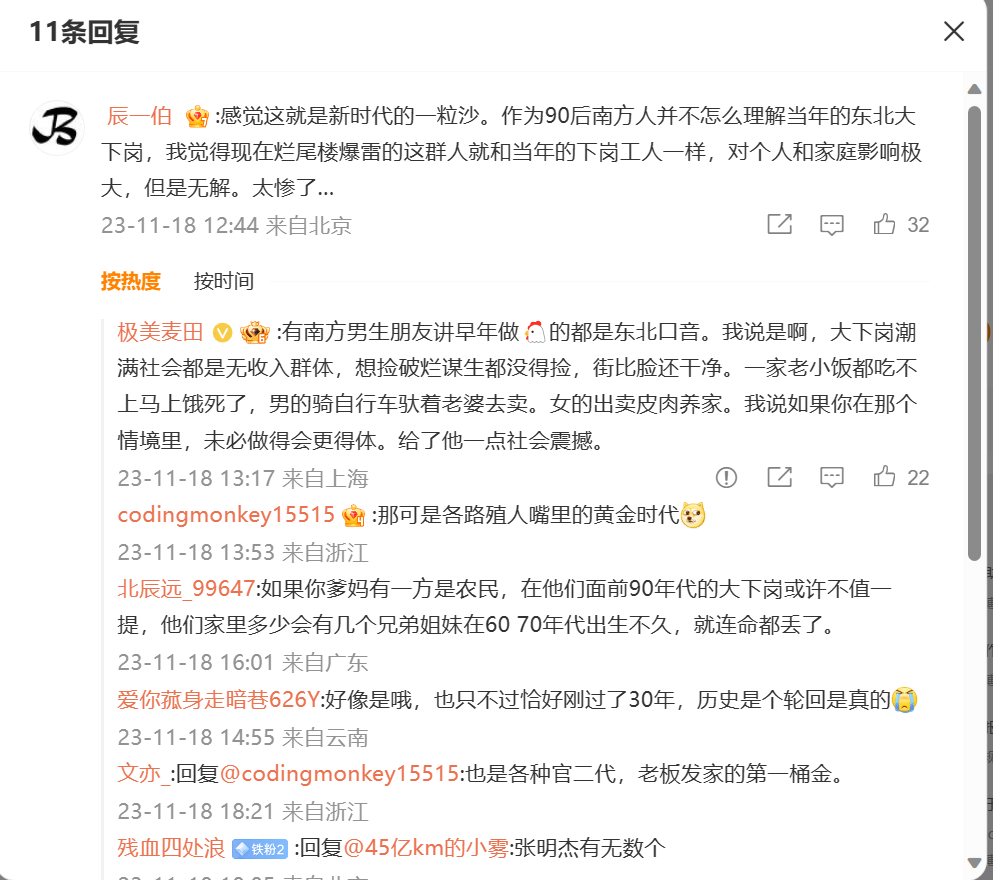 11条回复
辰一伯 :感觉这就是新时代的一粒沙。作为90后南方人并不怎么理解当年的东北大
下岗，我觉得现在烂尾楼爆雷的这群人就和当年的下岗工人一样，对个人和家庭影响极
大，但是无解。太惨了...
23-11-18 12:44 来自北京 32
按热度 按时间
极美麦田 :有南方男生朋友讲早年做🐔的都是东北口音。我说是啊，大下岗潮
满社会都是无收入群体，想捡破烂谋生都没得捡，街比脸还干净。一家老小饭都吃不
上马上饿死了，男的骑自行车驮着老婆去卖。女的出卖皮肉养家。我说如果你在那个
情境里，未必做得会更得体。给了他一点社会震撼。
23-11-18 13:17 来自上海 22
codingmonkey15515 :那可是各路殖人嘴里的黄金时代
23-11-18 13:53 来自浙江
北辰远_99647:如果你爹妈有一方是农民，在他们面前90年代的大下岗或许不值一
提，他们家里多少会有几个兄弟姐妹在60 70年代出生不久，就连命都丢了。
23-11-18 16:01 来自广东
爱你菰身走暗巷626Y:好像是哦，也只不过恰好刚过了30年，历史是个轮回是真的😭
23-11-18 14:55 来自云南
文亦_:回复@codingmonkey15515:也是各种官二代，老板发家的第一桶金。
23-11-18 18:21 来自浙江
残血四处浪 铁粉2 :回复@45亿km的小雾:张明杰有无数个